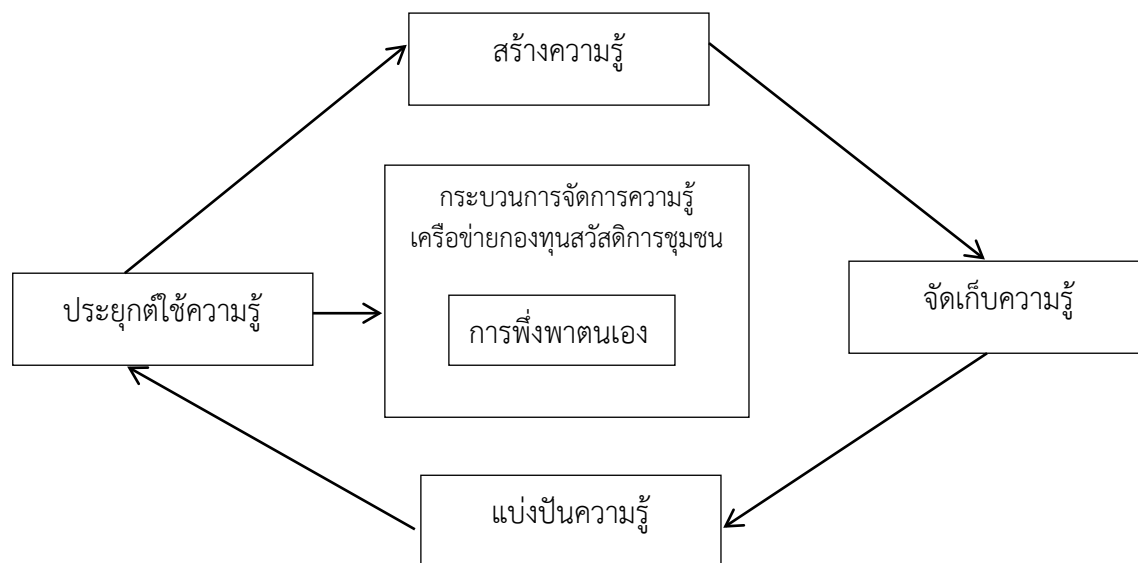 สร้างความรู้
กระบวนการจัดการความรู้
เครือข่ายกองทุนสวัสดิการชุมชน
ประยุกต์ใช้ความรู้
จัดเก็บความรู้
การพึ่งพาตนเอง
แบ่งปันความรู้